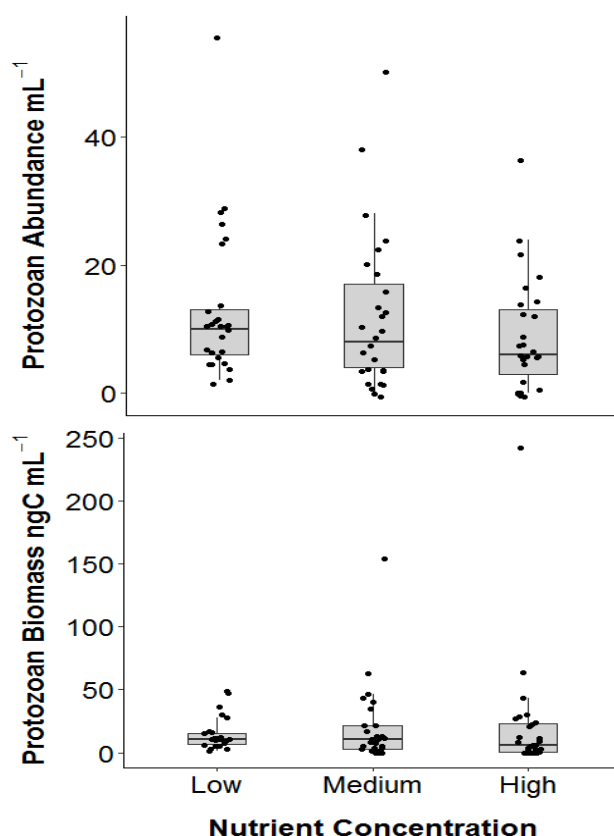 Protozoan Abundance mL⁻¹
40
20
0
Protozoan Biomass ngC mL⁻¹
250
200
150
100
50
0
Low Medium High
Nutrient Concentration